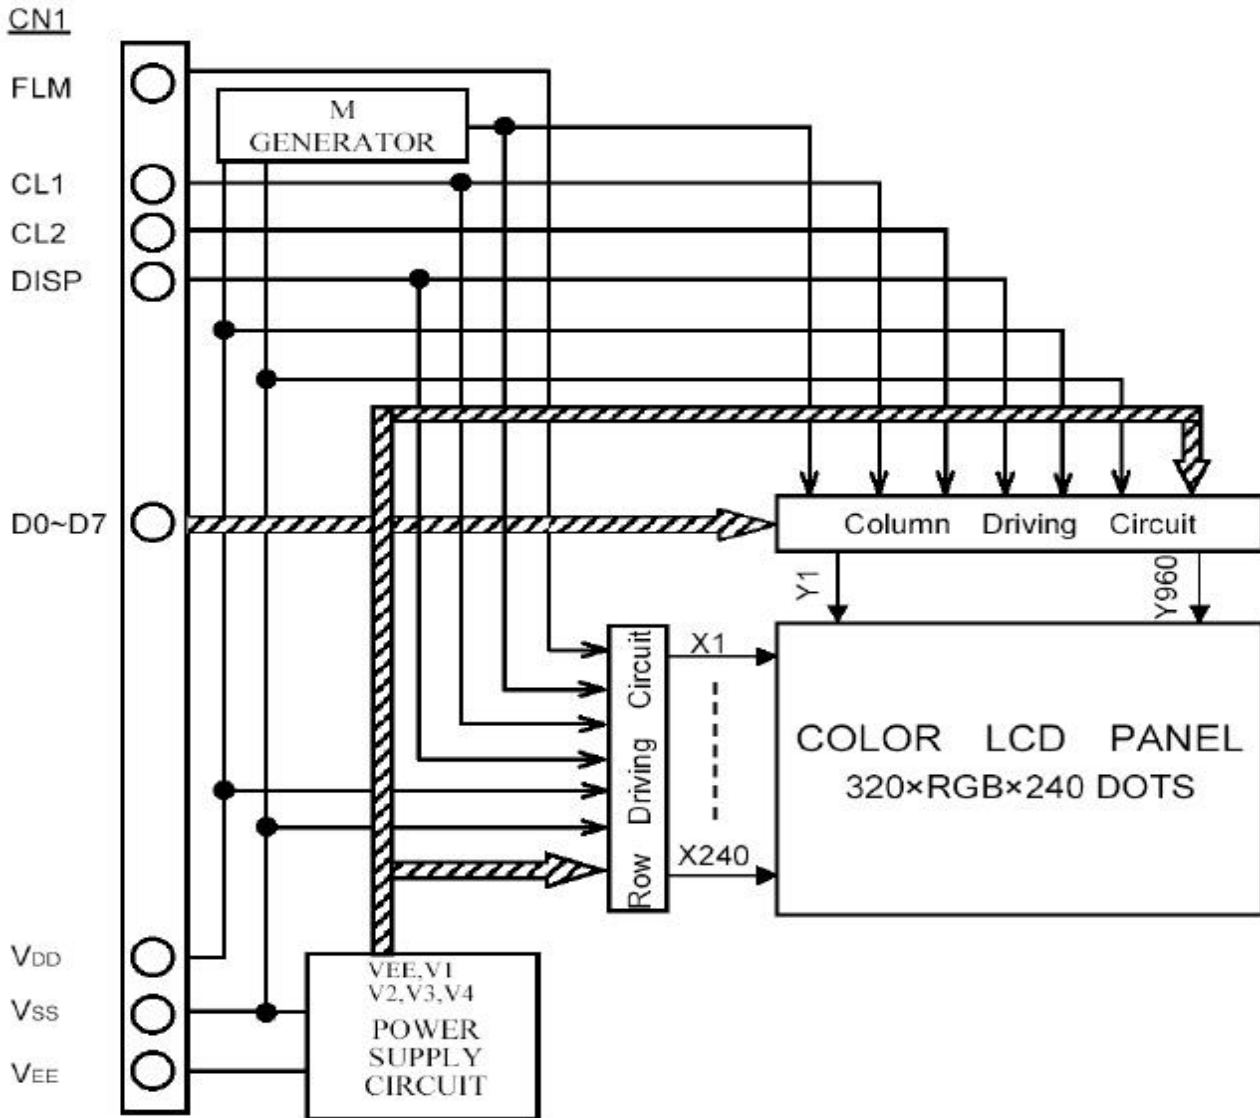 CN1
FLM
M
GENERATOR
CL1
CL2
DISP
D0~D7
Column Driving Circuit
Y1
Y960
Row Driving Circuit
X1
X240
COLOR LCD PANEL
320×RGB×240 DOTS
VDD
VSS
VEE
VEE,V1
V2,V3,V4
POWER
SUPPLY
CIRCUIT